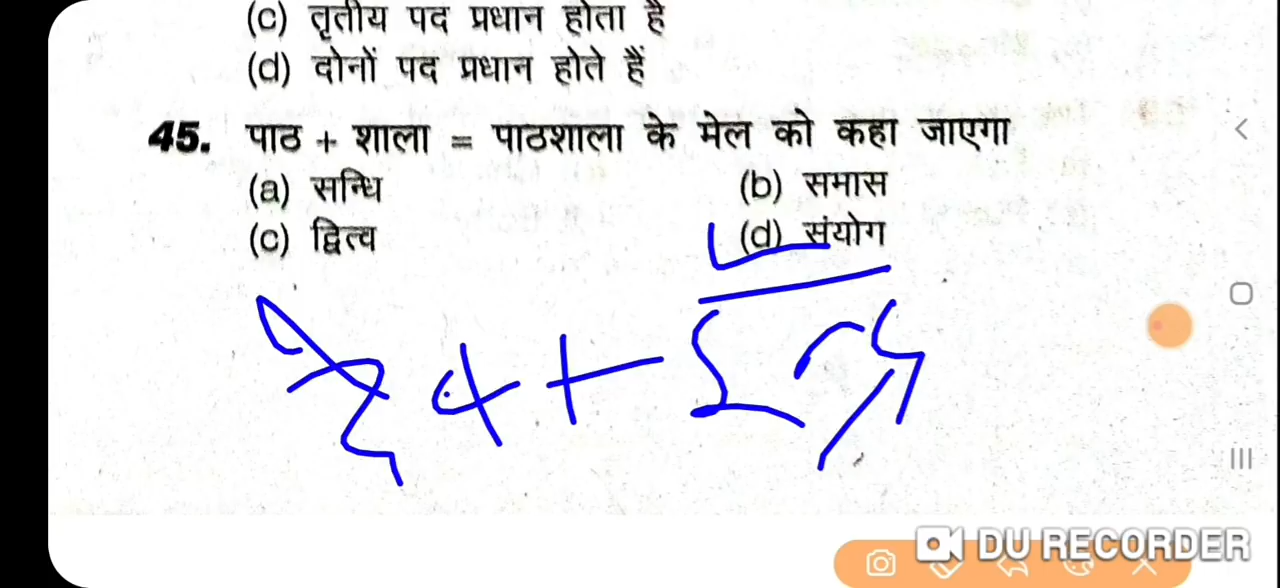 (c) तृतीय पद प्रधान होता है
(d) दोनों पद प्रधान होते हैं
45. पाठ + शाला = पाठशाला के मेल को कहा जाएगा
(a) सन्धि (b) समास
(c) द्वित्व (d) संयोग
DU RECORDER